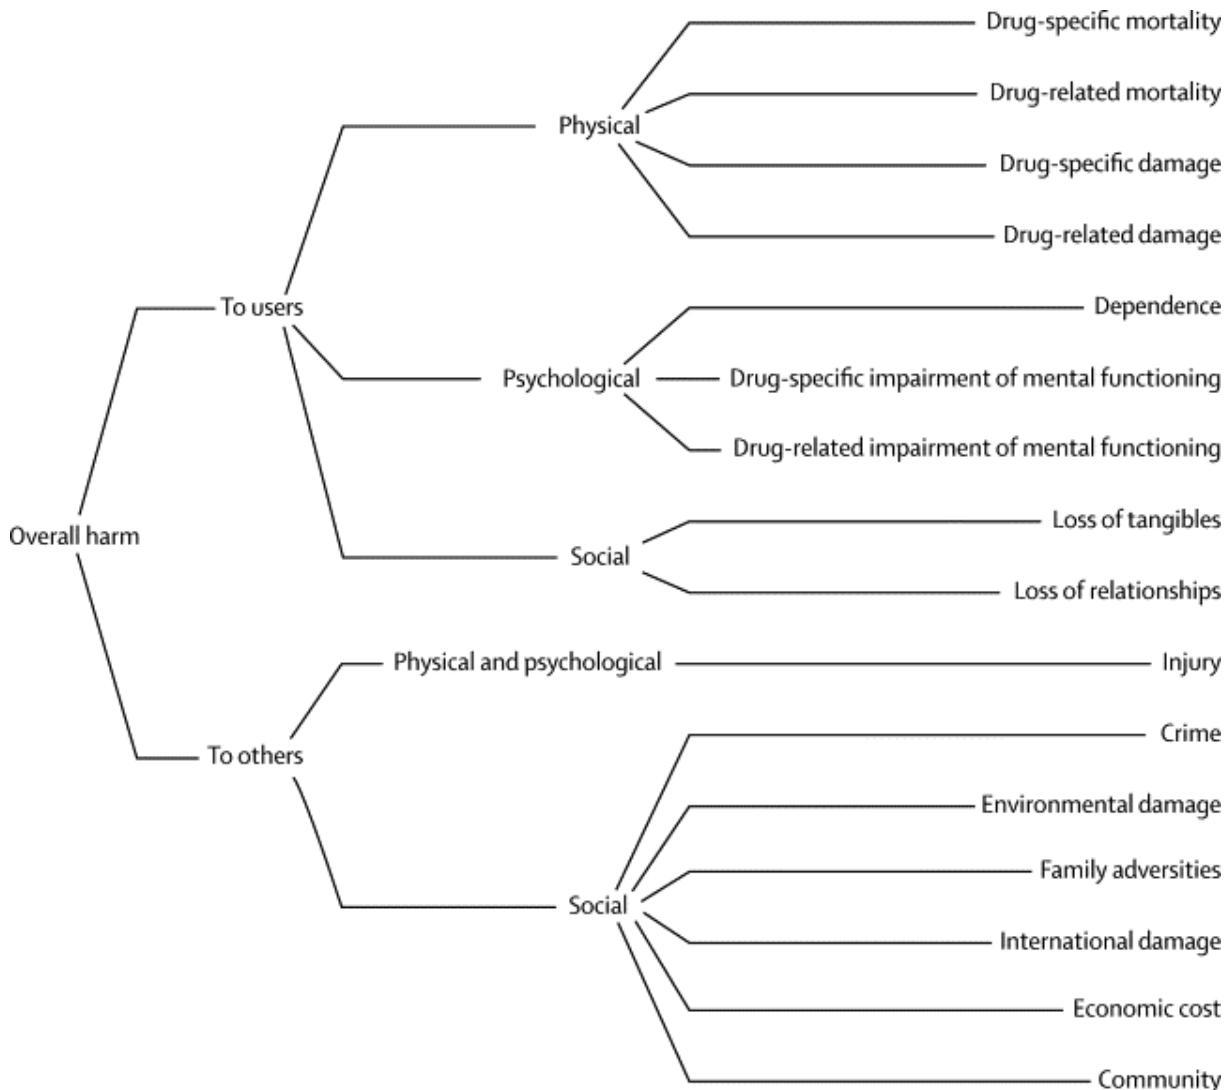 Drug-specific mortality
Drug-related mortality
Physical
Drug-specific damage
Drug-related damage
To users
Dependence
Psychological
Drug-specific impairment of mental functioning
Drug-related impairment of mental functioning
Loss of tangibles
Overall harm
Social
Loss of relationships
Physical and psychological
Injury
Crime
To others
Environmental damage
Family adversities
Social
International damage
Economic cost
Community